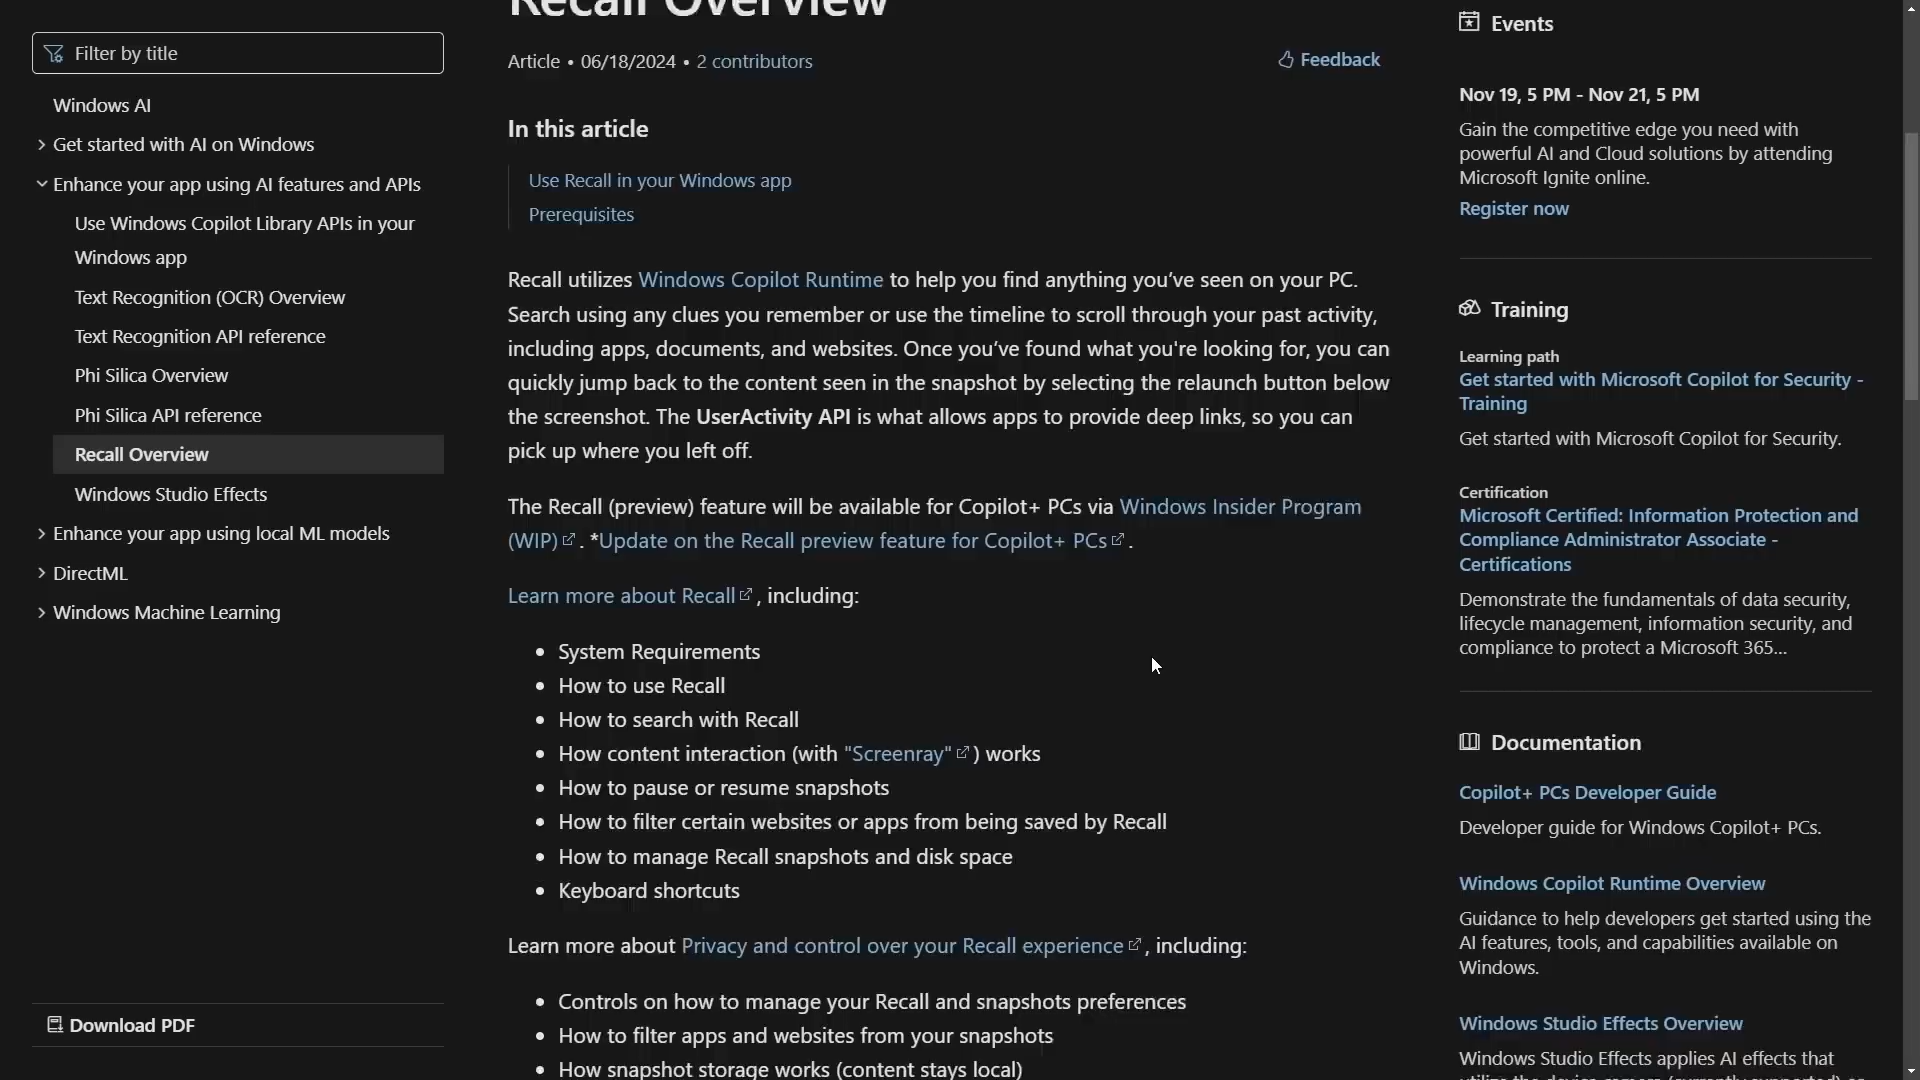 Recall Overview
Filter by title
Windows AI
Get started with AI on Windows
Enhance your app using AI features and APIs
Use Windows Copilot Library APIs in your
Windows app
Text Recognition (OCR) Overview
Text Recognition API reference
Phi Silica Overview
Phi Silica API reference
Recall Overview
Windows Studio Effects
Enhance your app using local ML models
DirectML
Windows Machine Learning
Download PDF
Article • 06/18/2024 • 2 contributors
Feedback
In this article
Use Recall in your Windows app
Prerequisites
Recall utilizes Windows Copilot Runtime to help you find anything you’ve seen on your PC.
Search using any clues you remember or use the timeline to scroll through your past activity,
including apps, documents, and websites. Once you’ve found what you're looking for, you can
quickly jump back to the content seen in the snapshot by selecting the relaunch button below
the screenshot. The UserActivity API is what allows apps to provide deep links, so you can
pick up where you left off.
The Recall (preview) feature will be available for Copilot+ PCs via Windows Insider Program
(WIP). *Update on the Recall preview feature for Copilot+ PCs.
Learn more about Recall, including:
• System Requirements
• How to use Recall
• How to search with Recall
• How content interaction (with "Screenray") works
• How to pause or resume snapshots
• How to filter certain websites or apps from being saved by Recall
• How to manage Recall snapshots and disk space
• Keyboard shortcuts
Learn more about Privacy and control over your Recall experience, including:
• Controls on how to manage your Recall and snapshots preferences
• How to filter apps and websites from your snapshots
• How snapshot storage works (content stays local)
Events
Nov 19, 5 PM - Nov 21, 5 PM
Gain the competitive edge you need with
powerful AI and Cloud solutions by attending
Microsoft Ignite online.
Register now
Training
Learning path
Get started with Microsoft Copilot for Security -
Training
Get started with Microsoft Copilot for Security.
Certification
Microsoft Certified: Information Protection and
Compliance Administrator Associate -
Certifications
Demonstrate the fundamentals of data security,
lifecycle management, information security, and
compliance to protect a Microsoft 365...
Documentation
Copilot+ PCs Developer Guide
Developer guide for Windows Copilot+ PCs.
Windows Copilot Runtime Overview
Guidance to help developers get started using the
AI features, tools, and capabilities available on
Windows.
Windows Studio Effects Overview
Windows Studio Effects applies AI effects that